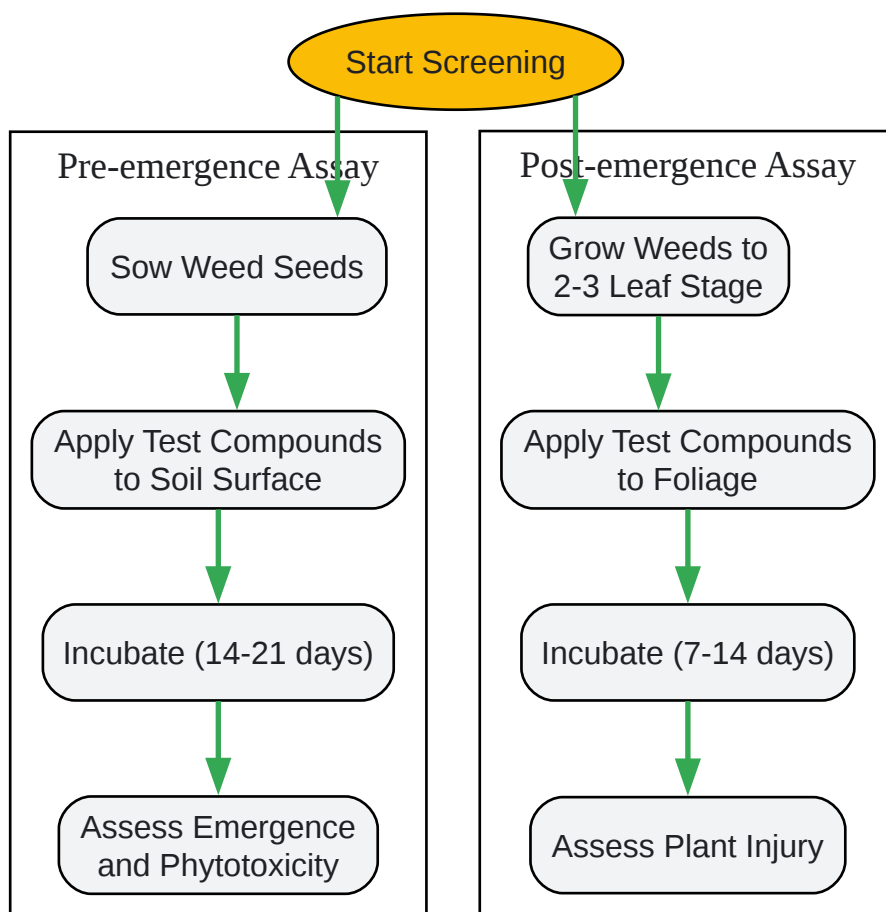 Start Screening
Pre-emergence Assay
Sow Weed Seeds
Apply Test Compounds
to Soil Surface
Incubate (14-21 days)
Assess Emergence
and Phytotoxicity
Post-emergence Assay
Grow Weeds to
2-3 Leaf Stage
Apply Test Compounds
to Foliage
Incubate (7-14 days)
Assess Plant Injury